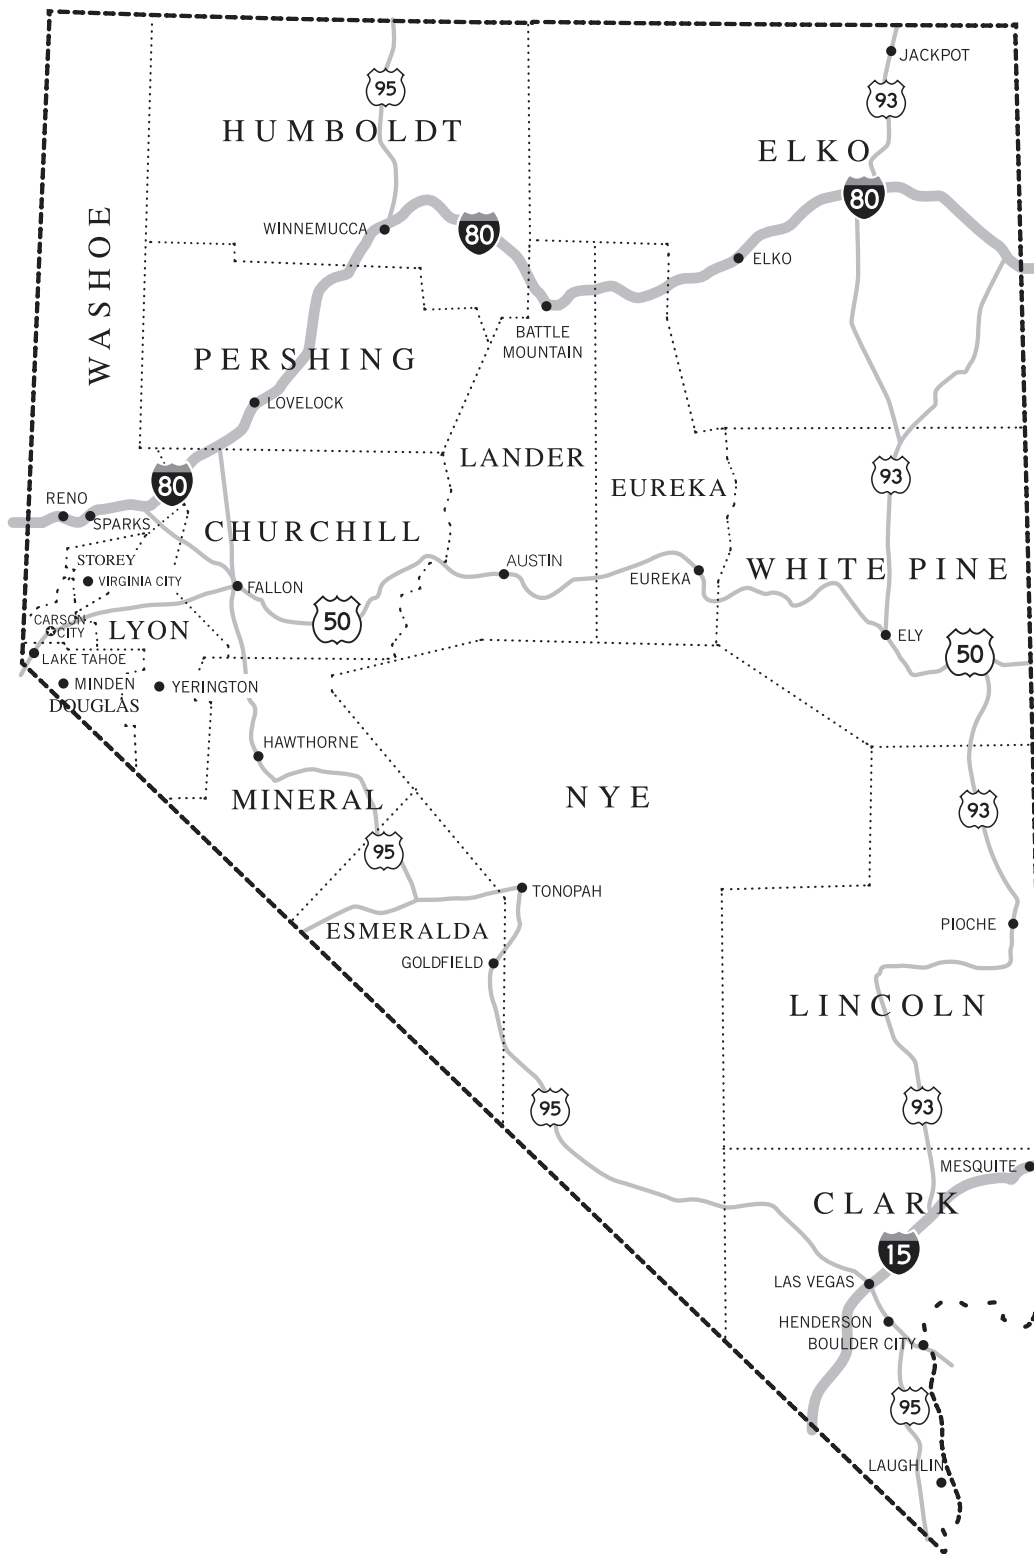 JACKPOT
95
93
HUMBOLDT
ELKO
80
WASHOE
WINNEMUCCA
80
ELKO
BATTLE
MOUNTAIN
PERSHING
LOVELOCK
LANDER
93
80
EUREKA
RENO
SPARKS
CHURCHILL
STOREY
AUSTIN
WHITE PINE
VIRGINIA CITY
EUREKA
FALLON
50
CARSON
CITY
LYON
ELY
LAKE TAHOE
50
MINDEN
YERINGTON
DOUGLAS
HAWTHORNE
MINERAL
NYE
93
95
TONOPAH
PIOCHE
ESMERALDA
GOLDFIELD
LINCOLN
95
93
MESQUITE
CLARK
15
LAS VEGAS
HENDERSON
BOULDER CITY
95
LAUGHLIN